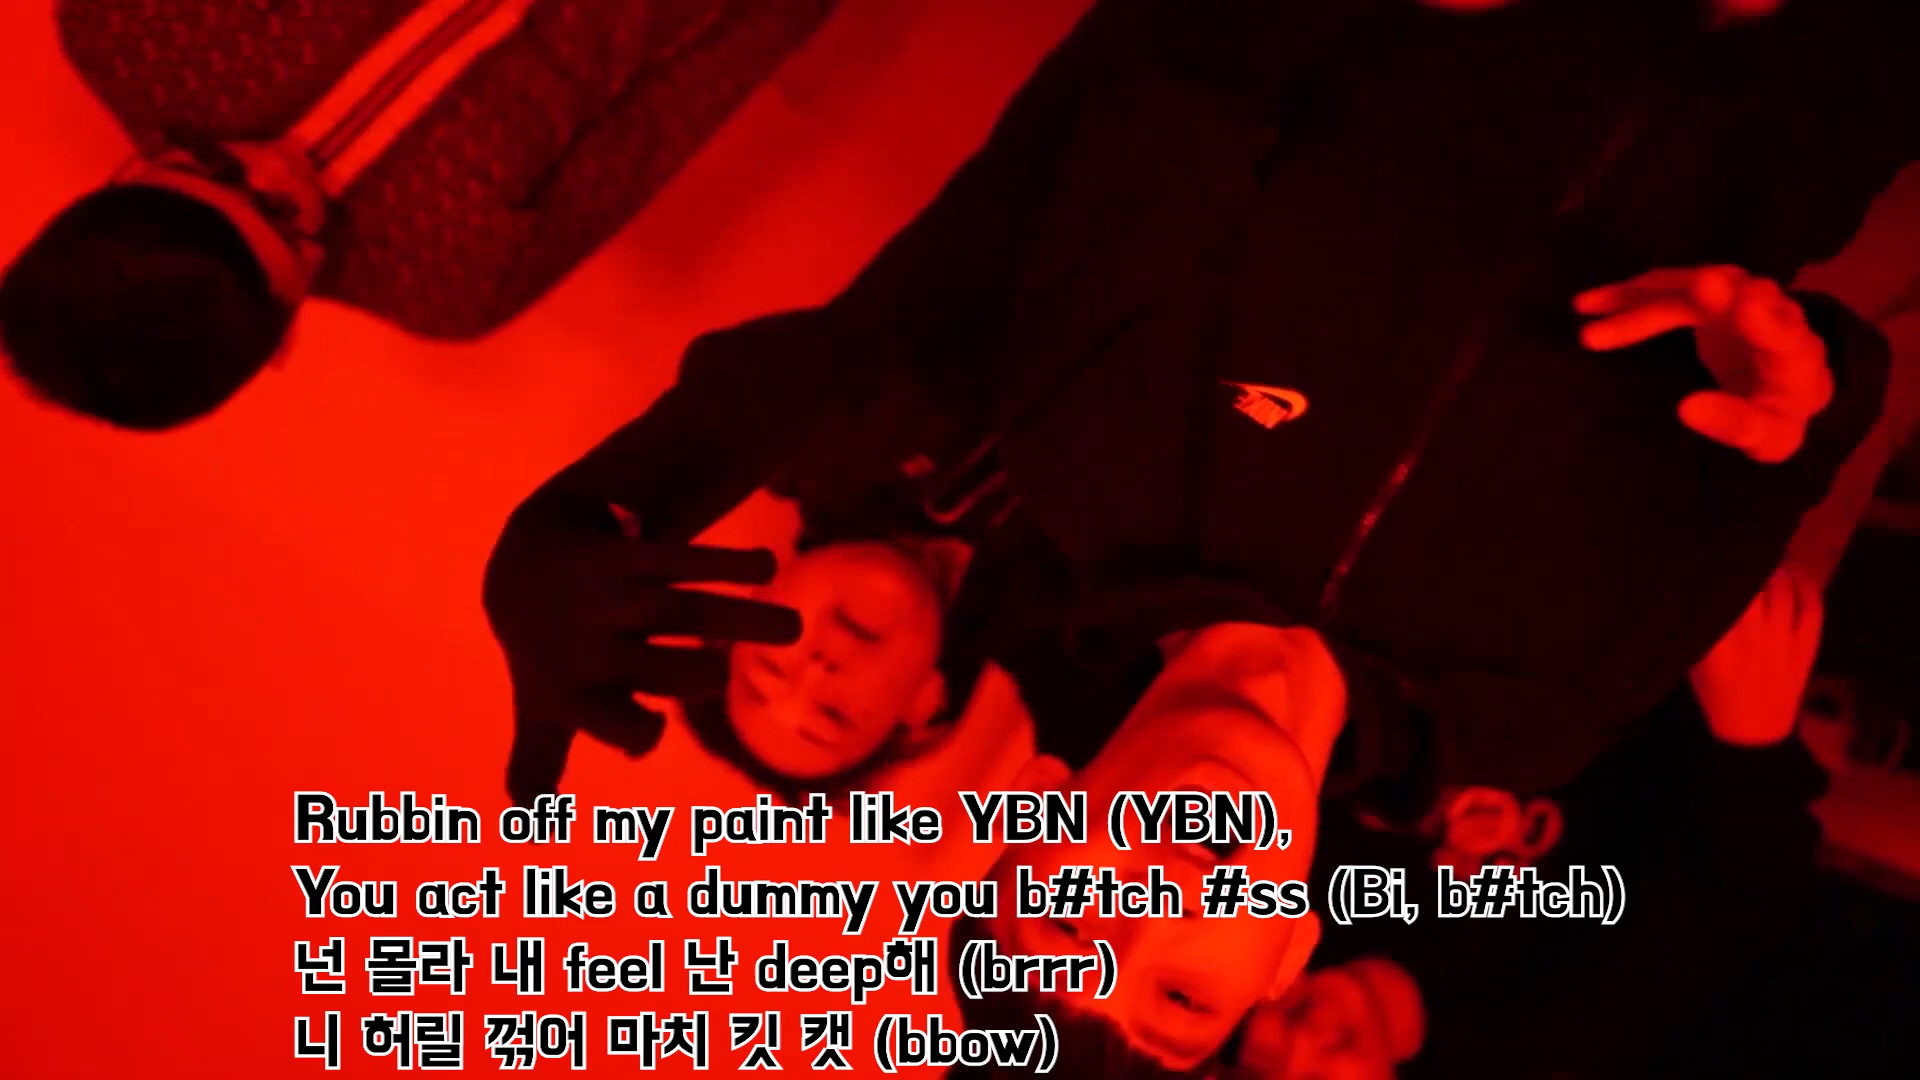 Rubbin off my paint like YBN (YBN),
You act like a dummy you b#tch #ss (Bi, b#tch)
넌 몰라 내 feel 난 deep해 (brrr)
니 허릴 꺾어 마치 킷 캣 (bbow)
NIKE